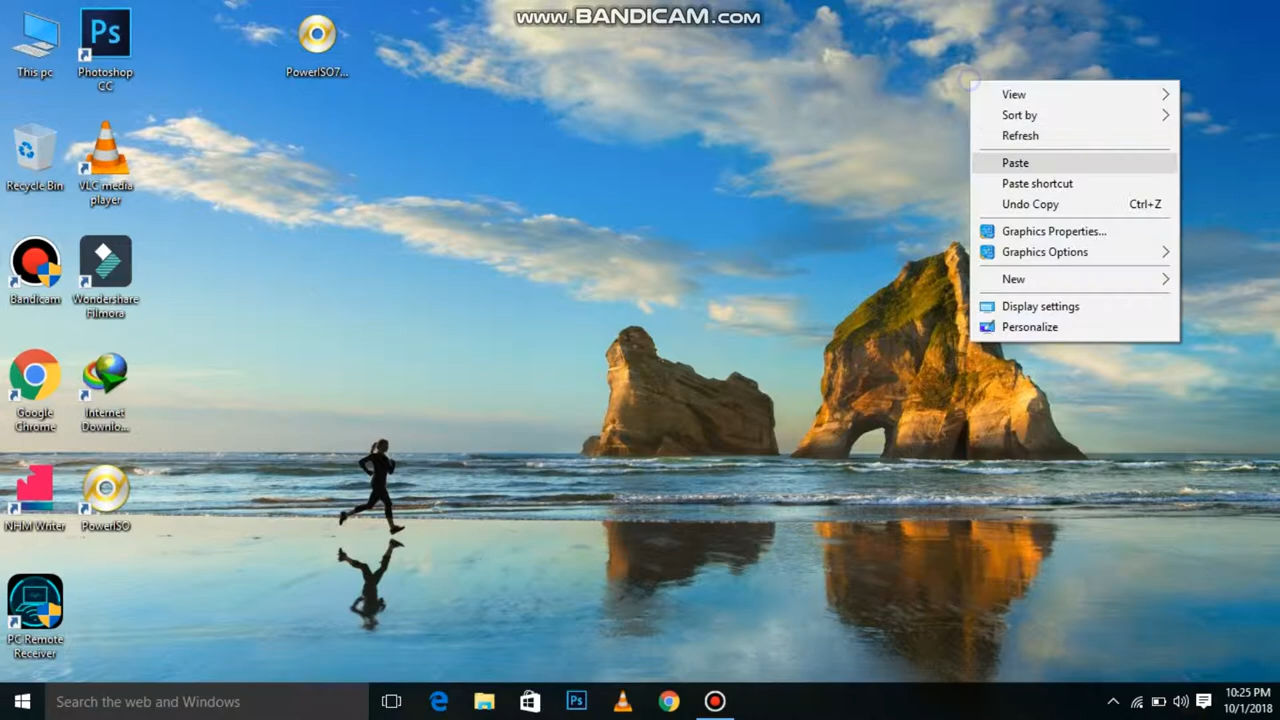 www.BANDICAM.com
This pc
Photoshop
CC
PowerISO7...
Recycle Bin
VLC media
player
Bandicam
Wondershare
Filmora
Google
Chrome
Internet
Downlo...
NHM Writer
PowerISO
PC Remote
Receiver
View
Sort by
Refresh
Paste
Paste shortcut
Undo Copy Ctrl+Z
Graphics Properties...
Graphics Options
New
Display settings
Personalize
Ps
Search the web and Windows
Ps
10:25 PM
10/1/2018